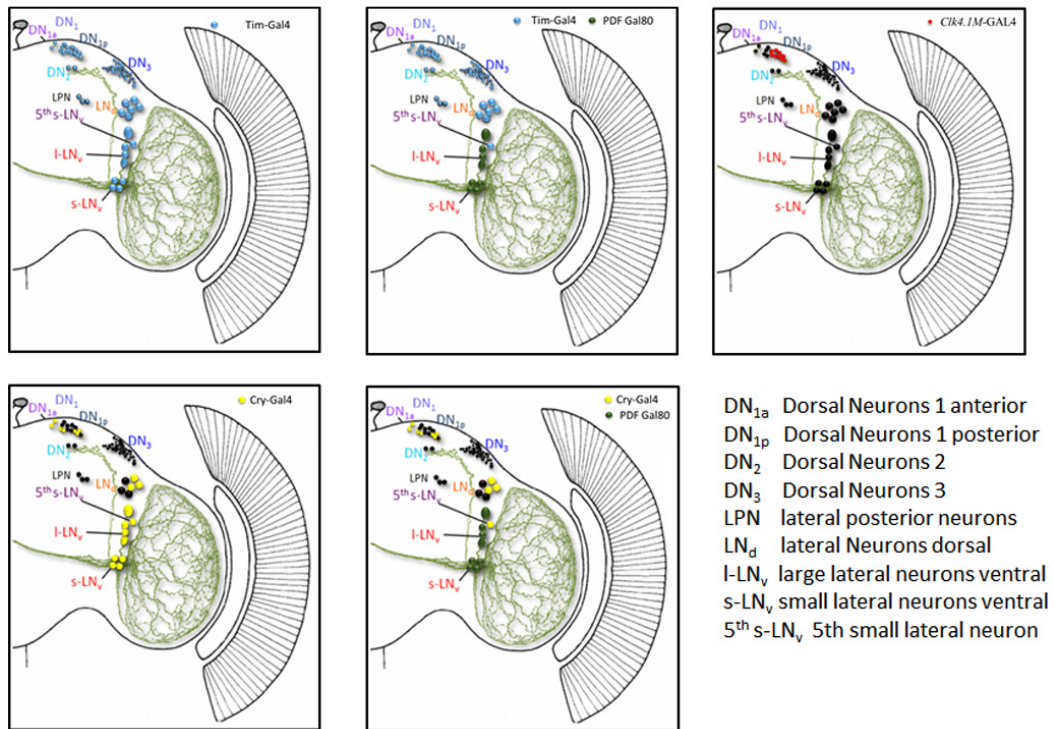 Tim-Gal4
DN1
DN1a
DN1p
DN3
DN2
LPN
LNd
5th s-LNv
l-LNv
s-LNv
Tim-Gal4 PDF Gal80
DN1
DN1a
DN1p
DN3
DN2
LPN
LNd
5th s-LNv
l-LNv
s-LNv
Clk4.1M-GAL4
DN1
DN1a
DN1p
DN3
DN2
LPN
LNd
5th s-LNv
l-LNv
s-LNv
Cry-Gal4
DN1
DN1a
DN1p
DN3
DN2
LPN
LNd
5th s-LNv
l-LNv
s-LNv
Cry-Gal4
PDF Gal80
DN1
DN1a
DN1p
DN3
DN2
LPN
LNd
5th s-LNv
l-LNv
s-LNv
DN1a Dorsal Neurons 1 anterior
DN1p Dorsal Neurons 1 posterior
DN2 Dorsal Neurons 2
DN3 Dorsal Neurons 3
LPN lateral posterior neurons
LNd lateral Neurons dorsal
l-LNv large lateral neurons ventral
s-LNv small lateral neurons ventral
5th s-LNv 5th small lateral neuron